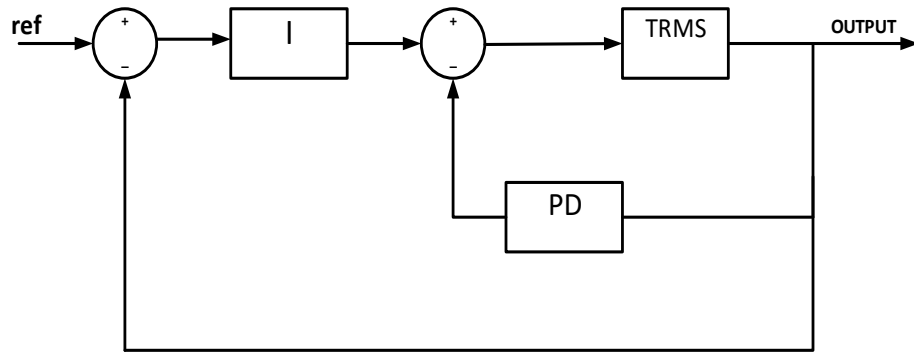 ref
+
−
I
+
−
TRMS
OUTPUT
PD